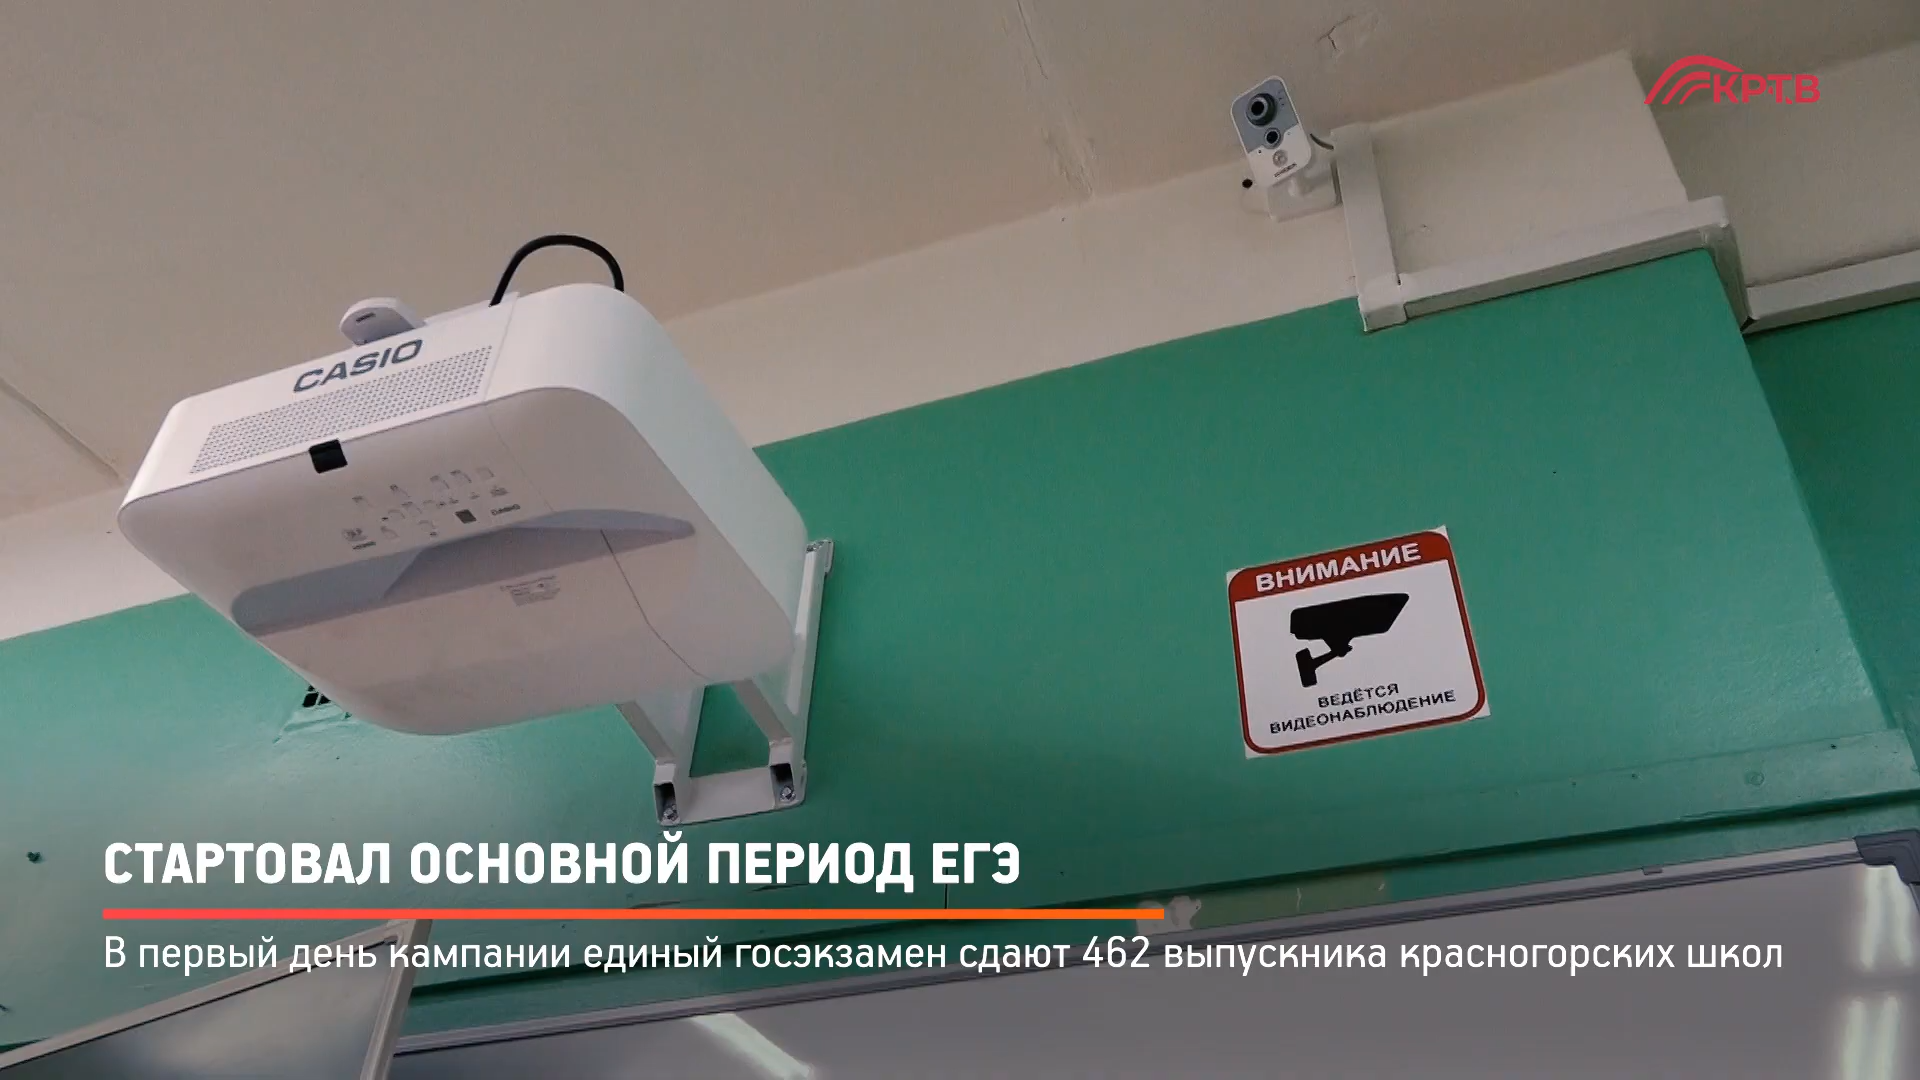 КРТВ
CASIO
CASIO
ВНИМАНИЕ
ВЕДЁТСЯ
ВИДЕОНАБЛЮДЕНИЕ
СТАРТОВАЛ ОСНОВНОЙ ПЕРИОД ЕГЭ
В первый день кампании единый госэкзамен сдают 462 выпускника красногорских школ